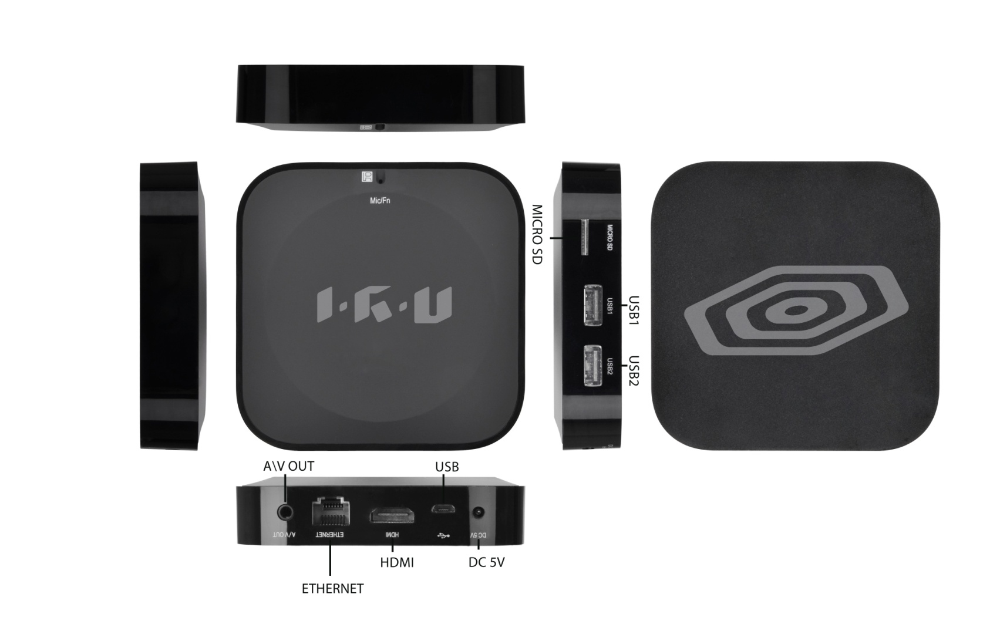 Mic/Fn
I·R·U
MICRO SD
MICRO SD
USB1
USB1
USB2
USB2
A\V OUT
USB
A/V OUT
ETHERNET
HDMI
DC 5V
HDMI
DC 5V
ETHERNET